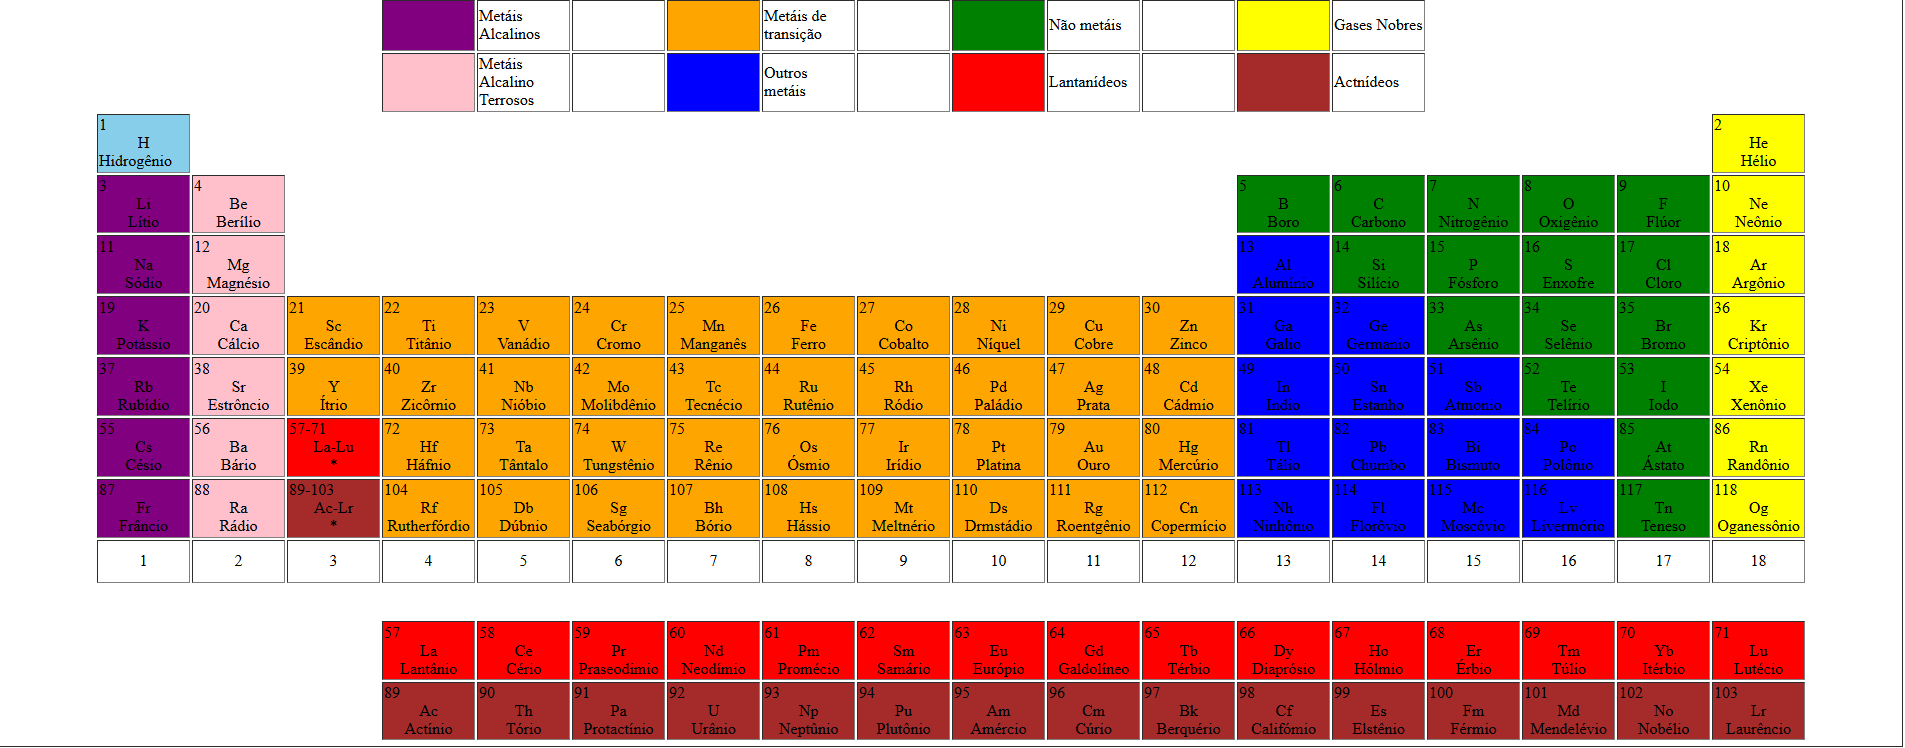 Metáis Alcalinos
Metáis de transição
Não metáis
Gases Nobres
Metáis Alcalino Terrosos
Outros metáis
Lantanídeos
Actnídeos
1 H Hidrogênio
2 He Hélio
3 Li Lítio
4 Be Berílio
5 B Boro
6 C Carbono
7 N Nitrogênio
8 O Oxigênio
9 F Flúor
10 Ne Neônio
11 Na Sódio
12 Mg Magnésio
13 Al Alumínio
14 Si Silício
15 P Fósforo
16 S Enxofre
17 Cl Cloro
18 Ar Argônio
19 K Potássio
20 Ca Cálcio
21 Sc Escândio
22 Ti Titânio
23 V Vanádio
24 Cr Cromo
25 Mn Manganês
26 Fe Ferro
27 Co Cobalto
28 Ni Níquel
29 Cu Cobre
30 Zn Zinco
31 Ga Gálio
32 Ge Germanio
33 As Arsênio
34 Se Selênio
35 Br Bromo
36 Kr Criptônio
37 Rb Rubídio
38 Sr Estrôncio
39 Y Ítrio
40 Zr Zicôrnio
41 Nb Nióbio
42 Mo Molibdênio
43 Tc Tecnécio
44 Ru Rutênio
45 Rh Ródio
46 Pd Paládio
47 Ag Prata
48 Cd Cádmio
49 In Indio
50 Sn Estanho
51 Sb
52 Te Telírio
53 I Iodo
54 Xe Xenônio
55 Cs Césio
56 Ba Bário
57-71 La-Lu *
72 Hf Háfnio
73 Ta Tântalo
74 W Tungstênio
75 Re Rênio
76 Os Ósmio
77 Ir Irídio
78 Pt Platina
79 Au Ouro
80 Hg Mercúrio
81 Tl Tálio
82 Pb Chumbo
83 Bi Bismuto
84 Po Polônio
85 At Ástato
86 Rn Randônio
87 Fr Frâncio
88 Ra Rádio
89-103 Ac-Lr *
104 Rf Rutherfórdio
105 Db Dúbnio
106 Sg Seabórgio
107 Bh Bório
108 Hs Hássio
109 Mt Meltnério
110 Ds Drmstádio
111 Rg Roentgênio
112 Cn Copermício
113 Nh Ninhônio
114 Fl Floróvio
115 Mc Moscóvio
116 Lv Livermório
117 Tn Teneso
118 Og Oganessônio
1 2 3 4 5 6 7 8 9 10 11 12 13 14 15 16 17 18
57 La Lantânio
58 Ce Cério
59 Pr Praseodimio
60 Nd Neodímio
61 Pm Promécio
62 Sm Samário
63 Eu Európio
64 Gd Galdolíneo
65 Tb Térbio
66 Dy Diaprósio
67 Ho Hólmio
68 Er Érbio
69 Tm Túlio
70 Yb Itérbio
71 Lu Lutécio
89 Ac Actínio
90 Th Tório
91 Pa Protactínio
92 U Urânio
93 Np Neptûnio
94 Pu Plutônio
95 Am Amércio
96 Cm Cúrio
97 Bk Berquério
98 Cf Califómio
99 Es Elstênio
100 Fm Férmio
101 Md Mendelévio
102 No Nobélio
103 Lr Laurêncio